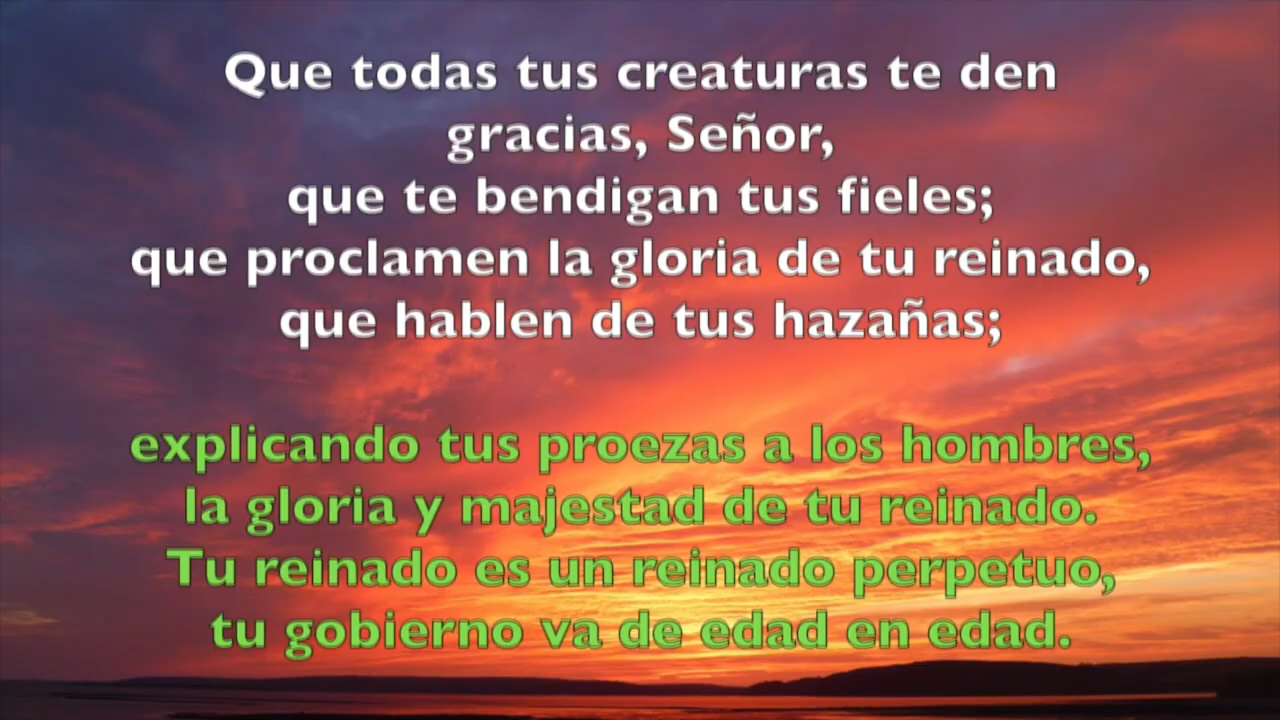 Que todas tus creaturas te den
gracias, Señor,
que te bendigan tus fieles;
que proclamen la gloria de tu reinado,
que hablen de tus hazañas;
explicando tus proezas a los hombres,
la gloria y majestad de tu reinado.
Tu reinado es un reinado perpetuo,
tu gobierno va de edad en edad.